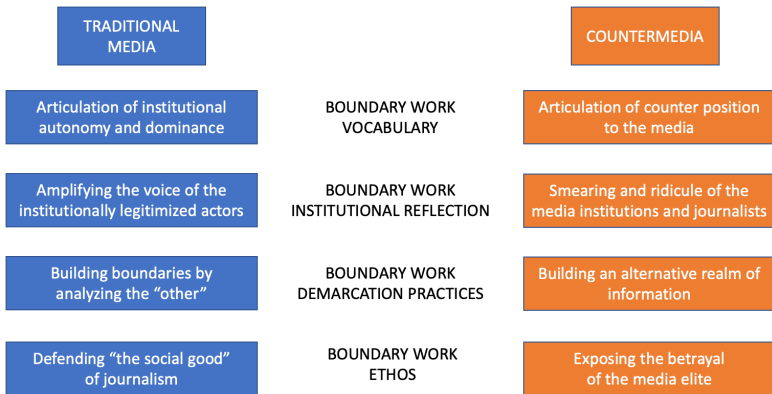 TRADITIONAL
MEDIA
COUNTERMEDIA
Articulation of institutional
autonomy and dominance
BOUNDARY WORK
VOCABULARY
Articulation of counter position
to the media
Amplifying the voice of the
institutionally legitimized actors
BOUNDARY WORK
INSTITUTIONAL REFLECTION
Smearing and ridicule of the
media institutions and journalists
Building boundaries by
analyzing the “other”
BOUNDARY WORK
DEMARCATION PRACTICES
Building an alternative realm of
information
Defending “the social good”
of journalism
BOUNDARY WORK
ETHOS
Exposing the betrayal
of the media elite